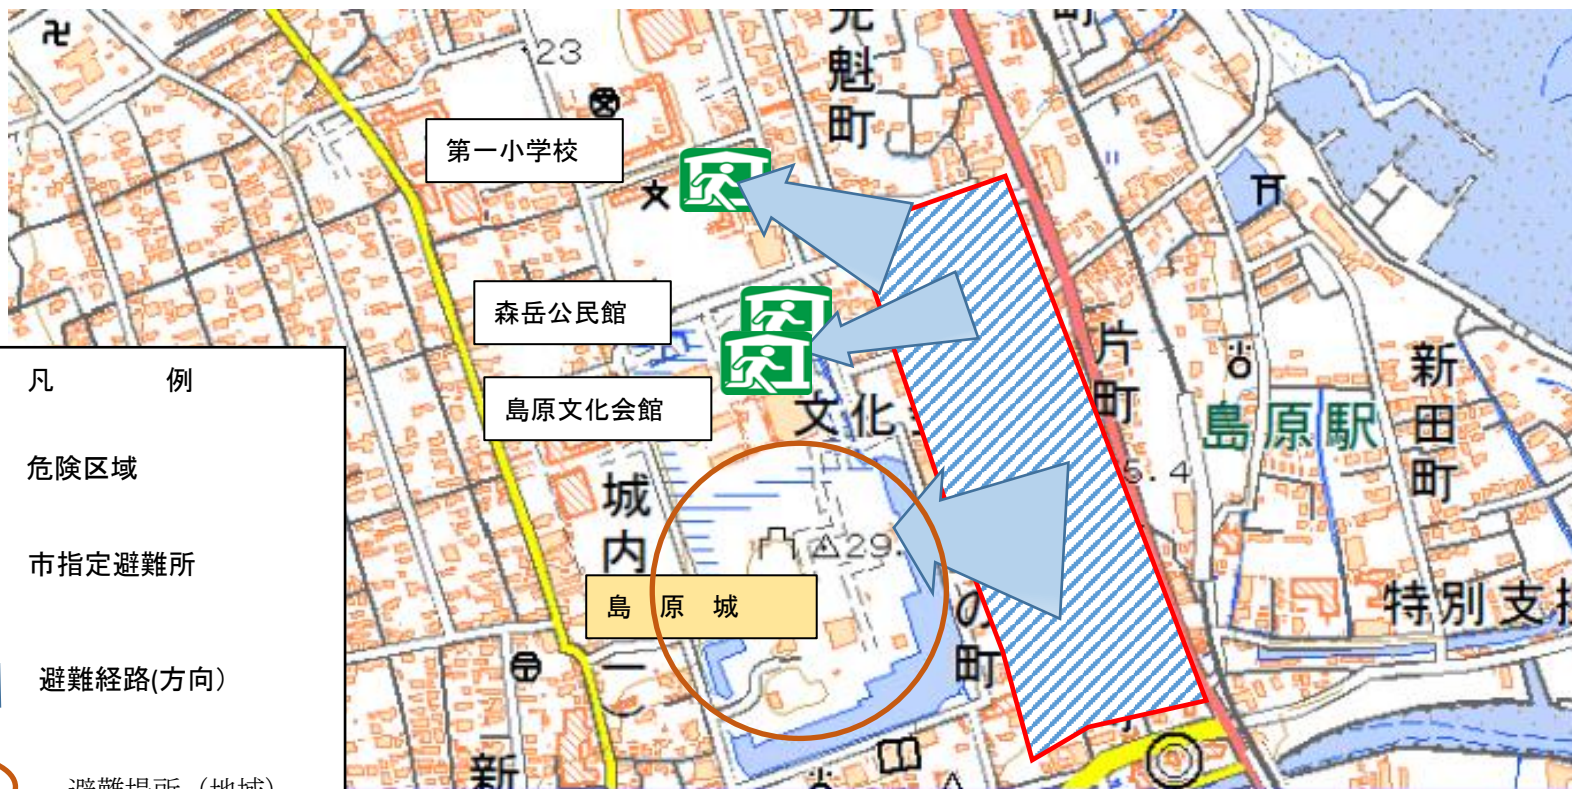 23
魁町
第一小学校
森岳公民館
島原文化会館
文化
片町
島原駅
新田町
5.4
城内
29.
島原城
の町
特別支
新
凡例
危険区域
市指定避難所
避難経路(方向)
避難場所（地域）